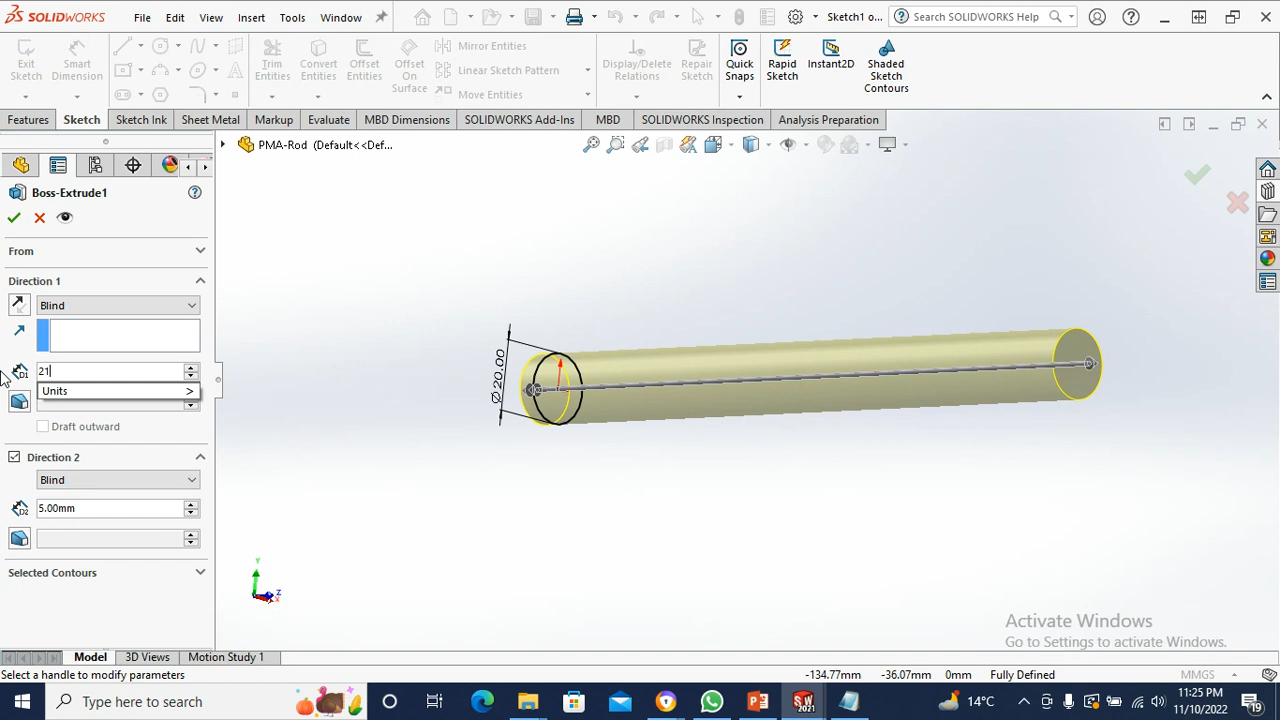 SOLIDWORKS File Edit View Insert Tools Window Sketch1 o... Search SOLIDWORKS Help
Exit Sketch Smart Dimension Trim Entities Convert Entities Offset Entities Offset On Surface Mirror Entities Linear Sketch Pattern Move Entities Display/Delete Relations Repair Sketch Quick Snaps Rapid Sketch Instant2D Shaded Sketch Contours
Features Sketch Sketch Ink Sheet Metal Markup Evaluate MBD Dimensions SOLIDWORKS Add-Ins MBD SOLIDWORKS Inspection Analysis Preparation
PMA-Rod (Default<<Def...
Boss-Extrude1
From
Direction 1
Blind
21
Units >
Draft outward
Direction 2
Blind
5.00mm
Selected Contours
Ø20.00
Y
Z
X
Activate Windows
Go to Settings to activate Windows.
Model 3D Views Motion Study 1
Select a handle to modify parameters -134.77mm -36.07mm 0mm Fully Defined MMGS
Type here to search 14°C 11:25 PM
11/10/2022 19